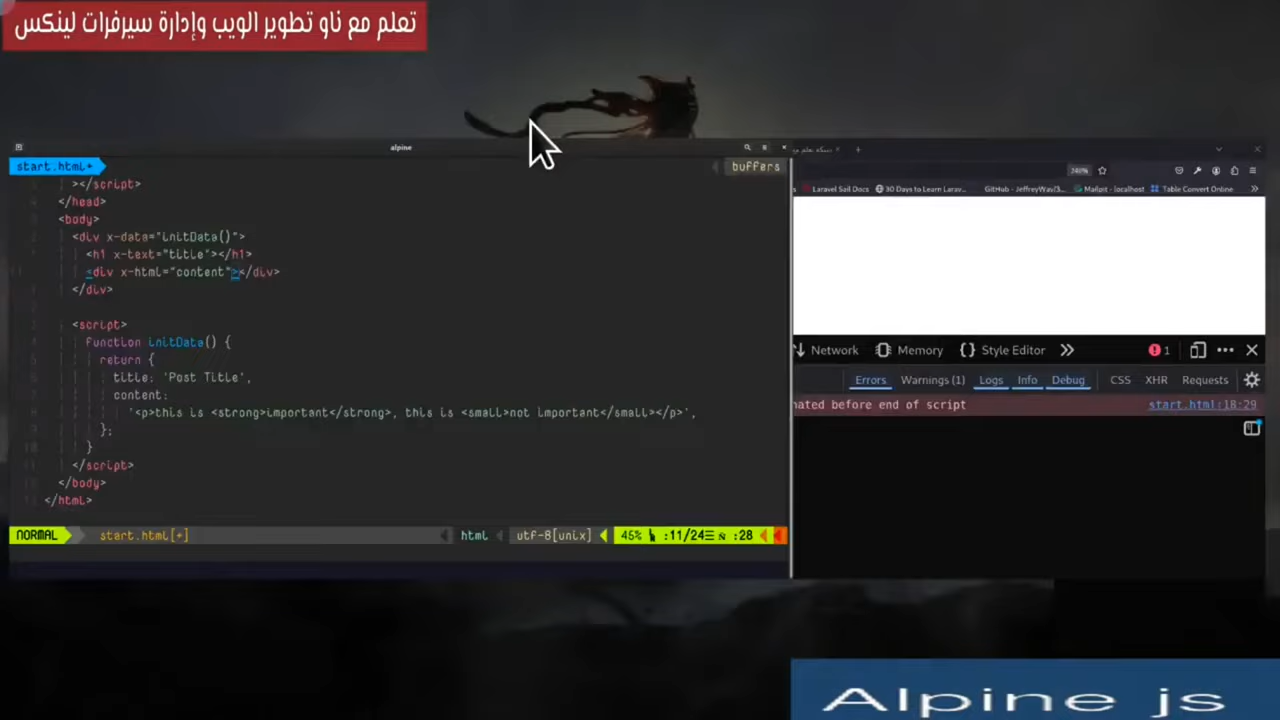 تعلم مع ناو تطوير الويب وإدارة سيرفرات لينكس
alpine
start.html+
buffers
></script>
</head>
<body>
<div x-data="initData()">
<h1 x-text="title"></h1>
<div x-html="content"></div>
</div>
<script>
function initData() {
return {
title: 'Post Title',
content:
'<p>this is <strong>important</strong>, this is <small>not important</small></p>',
};
}
</script>
</body>
</html>
NORMAL start.html[+] html utf-8[unix] 45% :11/24 :28
240%
Laravel Sail Docs 30 Days to Learn Larav... GitHub - JeffreyWay/3... Mailpit - localhost Table Convert Online
Network Memory {} Style Editor 1
Errors Warnings (1) Logs Info Debug CSS XHR Requests
nated before end of script start.html:18:29
Alpine js